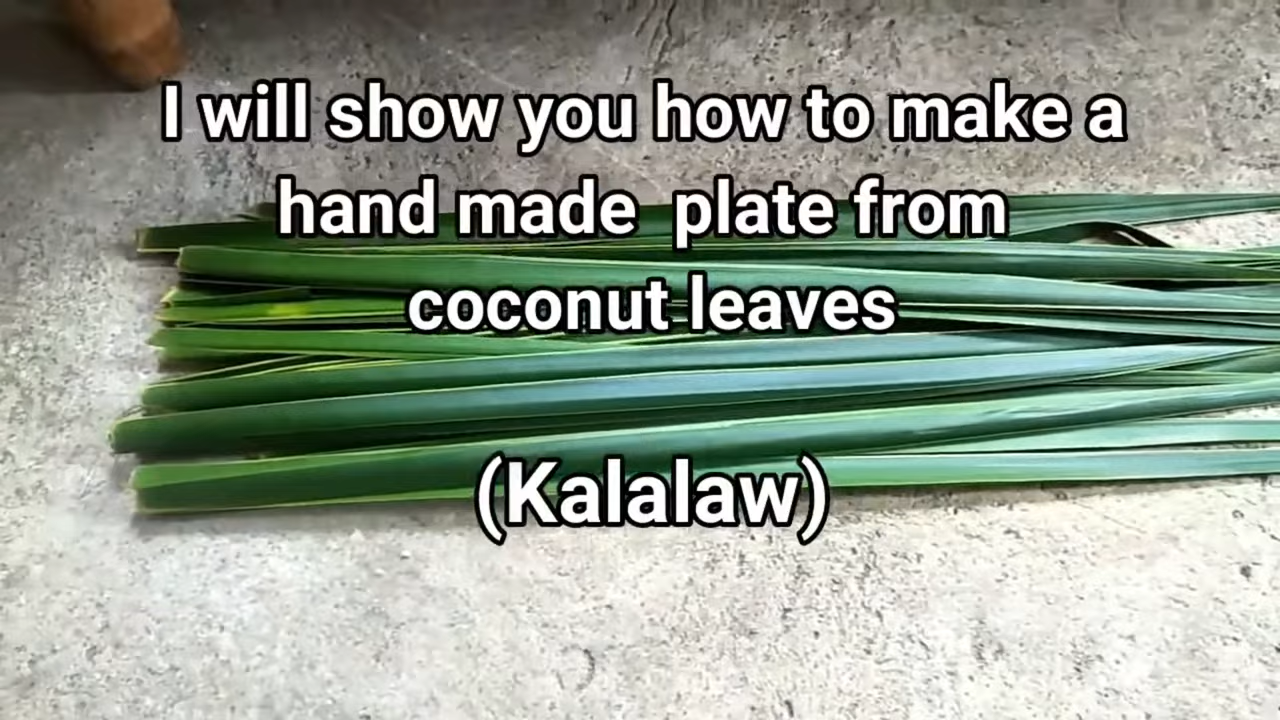 I will show you how to make a
hand made plate from
coconut leaves
(Kalalaw)